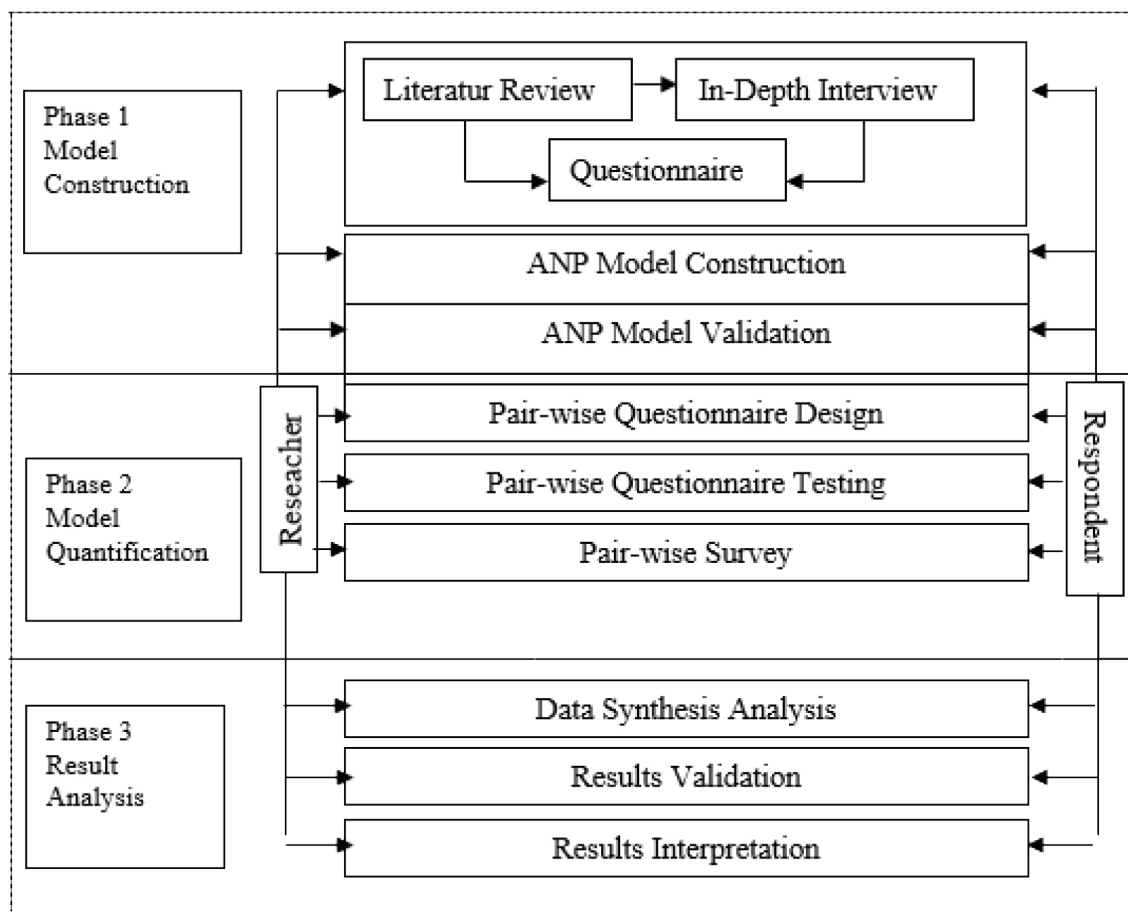 Phase 1
Model
Construction
Literatur Review
In-Depth Interview
Questionnaire
ANP Model Construction
ANP Model Validation
Phase 2
Model
Quantification
Reseacher
Pair-wise Questionnaire Design
Pair-wise Questionnaire Testing
Pair-wise Survey
Respondent
Phase 3
Result
Analysis
Data Synthesis Analysis
Results Validation
Results Interpretation